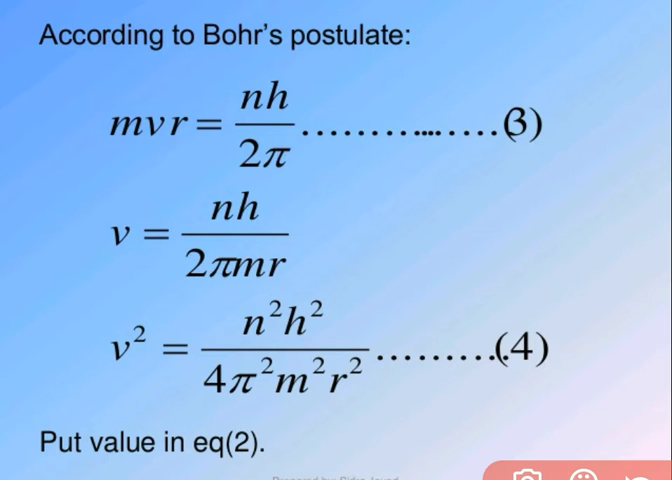 According to Bohr's postulate:
mvr = nh / 2π ................(3)
v = nh / 2πmr
v² = n²h² / 4π²m²r² ..........(4)
Put value in eq(2).